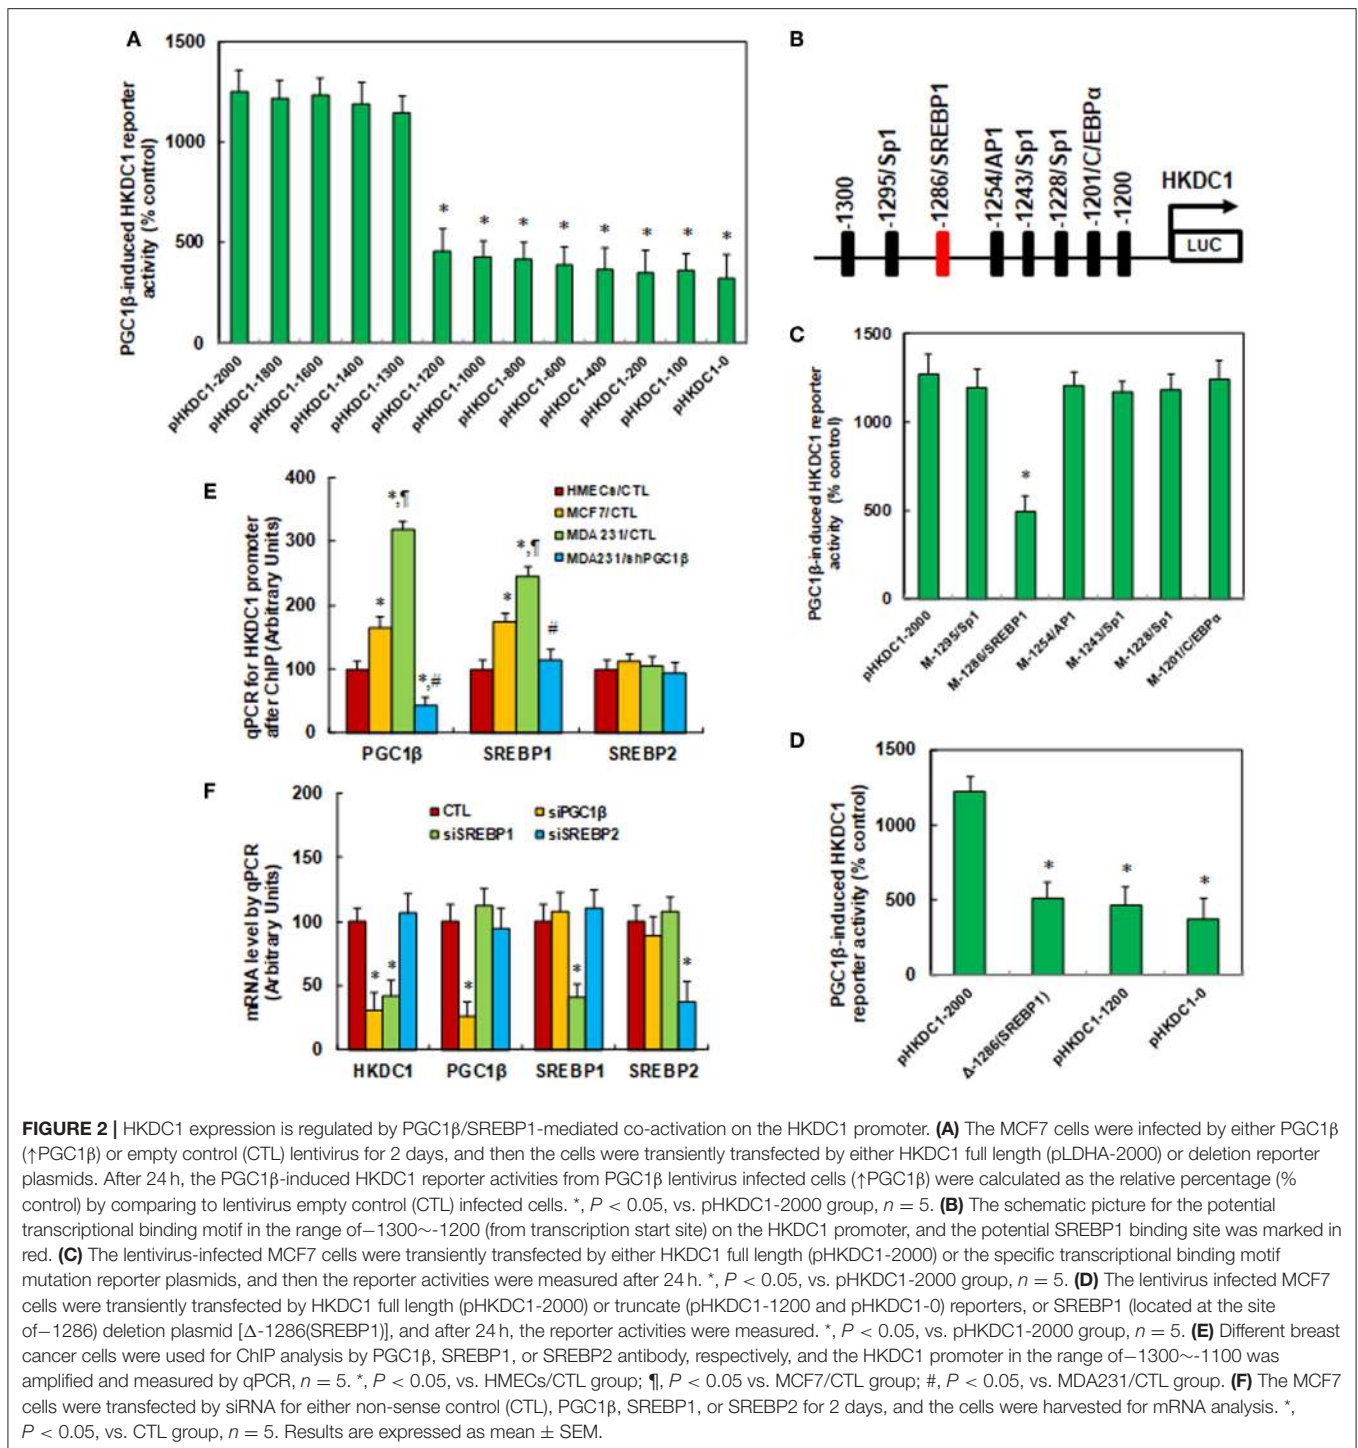 A
PGC1β-induced HKDC1 reporter
activity (% control)
1500
1000
500
0
* * * * * * * *
pHKDC1-2000
pHKDC1-1800
pHKDC1-1600
pHKDC1-1400
pHKDC1-1300
pHKDC1-1200
pHKDC1-1000
pHKDC1-800
pHKDC1-600
pHKDC1-400
pHKDC1-200
pHKDC1-100
pHKDC1-0
B
-1300
-1295/Sp1
-1286/SREBP1
-1254/AP1
-1243/Sp1
-1228/Sp1
-1201/C/EBPα
-1200
HKDC1
LUC
C
PGC1β-induced HKDC1 reporter
activity (% control)
1500
1000
500
0
*
pHKDC1-2000
M-1295/Sp1
M-1286/SREBP1
M-1254/AP1
M-1243/Sp1
M-1228/Sp1
M-1201/C/EBPα
D
PGC1β-induced HKDC1
reporter activity (% control)
1500
1000
500
0
* * *
pHKDC1-2000
Δ-1286(SREBP1)
pHKDC1-1200
pHKDC1-0
E
qPCR for HKDC1 promoter
after ChIP (Arbitrary Units)
400
300
200
100
0
HMECs/CTL
MCF7/CTL
MDA231/CTL
MDA231/shPGC1β
* *,¶ *,#
* *,¶ #
PGC1β SREBP1 SREBP2
F
mRNA level by qPCR
(Arbitrary Units)
200
150
100
50
0
CTL siPGC1β
siSREBP1 siSREBP2
* * * * *
HKDC1 PGC1β SREBP1 SREBP2
FIGURE 2 | HKDC1 expression is regulated by PGC1β/SREBP1-mediated co-activation on the HKDC1 promoter. (A) The MCF7 cells were infected by either PGC1β
(↑PGC1β) or empty control (CTL) lentivirus for 2 days, and then the cells were transiently transfected by either HKDC1 full length (pLDHA-2000) or deletion reporter
plasmids. After 24 h, the PGC1β-induced HKDC1 reporter activities from PGC1β lentivirus infected cells (↑PGC1β) were calculated as the relative percentage (%
control) by comparing to lentivirus empty control (CTL) infected cells. *, P < 0.05, vs. pHKDC1-2000 group, n = 5. (B) The schematic picture for the potential
transcriptional binding motif in the range of−1300~-1200 (from transcription start site) on the HKDC1 promoter, and the potential SREBP1 binding site was marked in
red. (C) The lentivirus-infected MCF7 cells were transiently transfected by either HKDC1 full length (pHKDC1-2000) or the specific transcriptional binding motif
mutation reporter plasmids, and then the reporter activities were measured after 24 h. *, P < 0.05, vs. pHKDC1-2000 group, n = 5. (D) The lentivirus infected MCF7
cells were transiently transfected by HKDC1 full length (pHKDC1-2000) or truncate (pHKDC1-1200 and pHKDC1-0) reporters, or SREBP1 (located at the site
of−1286) deletion plasmid [Δ-1286(SREBP1)], and after 24 h, the reporter activities were measured. *, P < 0.05, vs. pHKDC1-2000 group, n = 5. (E) Different breast
cancer cells were used for ChIP analysis by PGC1β, SREBP1, or SREBP2 antibody, respectively, and the HKDC1 promoter in the range of−1300~-1100 was
amplified and measured by qPCR, n = 5. *, P < 0.05, vs. HMECs/CTL group; ¶, P < 0.05 vs. MCF7/CTL group; #, P < 0.05, vs. MDA231/CTL group. (F) The MCF7
cells were transfected by siRNA for either non-sense control (CTL), PGC1β, SREBP1, or SREBP2 for 2 days, and the cells were harvested for mRNA analysis. *,
P < 0.05, vs. CTL group, n = 5. Results are expressed as mean ± SEM.